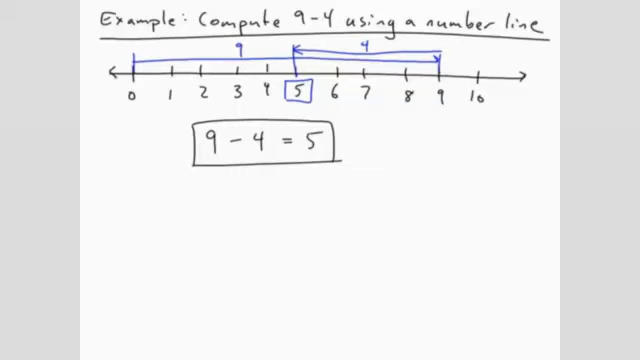 Example: Compute 9-4 using a number line
9 4
0 1 2 3 4 5 6 7 8 9 10
9 - 4 = 5